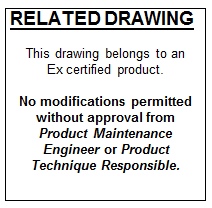 RELATED DRAWING
This drawing belongs to an
Ex certified product.
No modifications permitted
without approval from
Product Maintenance
Engineer or Product
Technique Responsible.